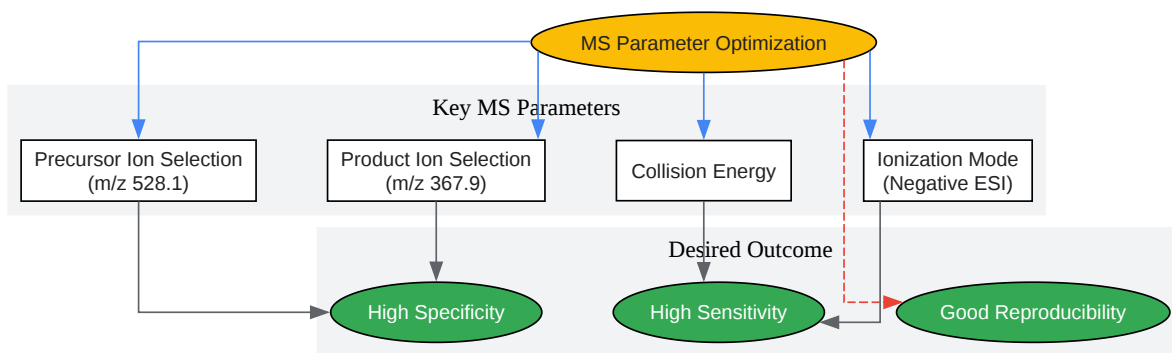 MS Parameter Optimization
Key MS Parameters
Precursor Ion Selection
(m/z 528.1)
Product Ion Selection
(m/z 367.9)
Collision Energy
Ionization Mode
(Negative ESI)
Desired Outcome
High Specificity
High Sensitivity
Good Reproducibility